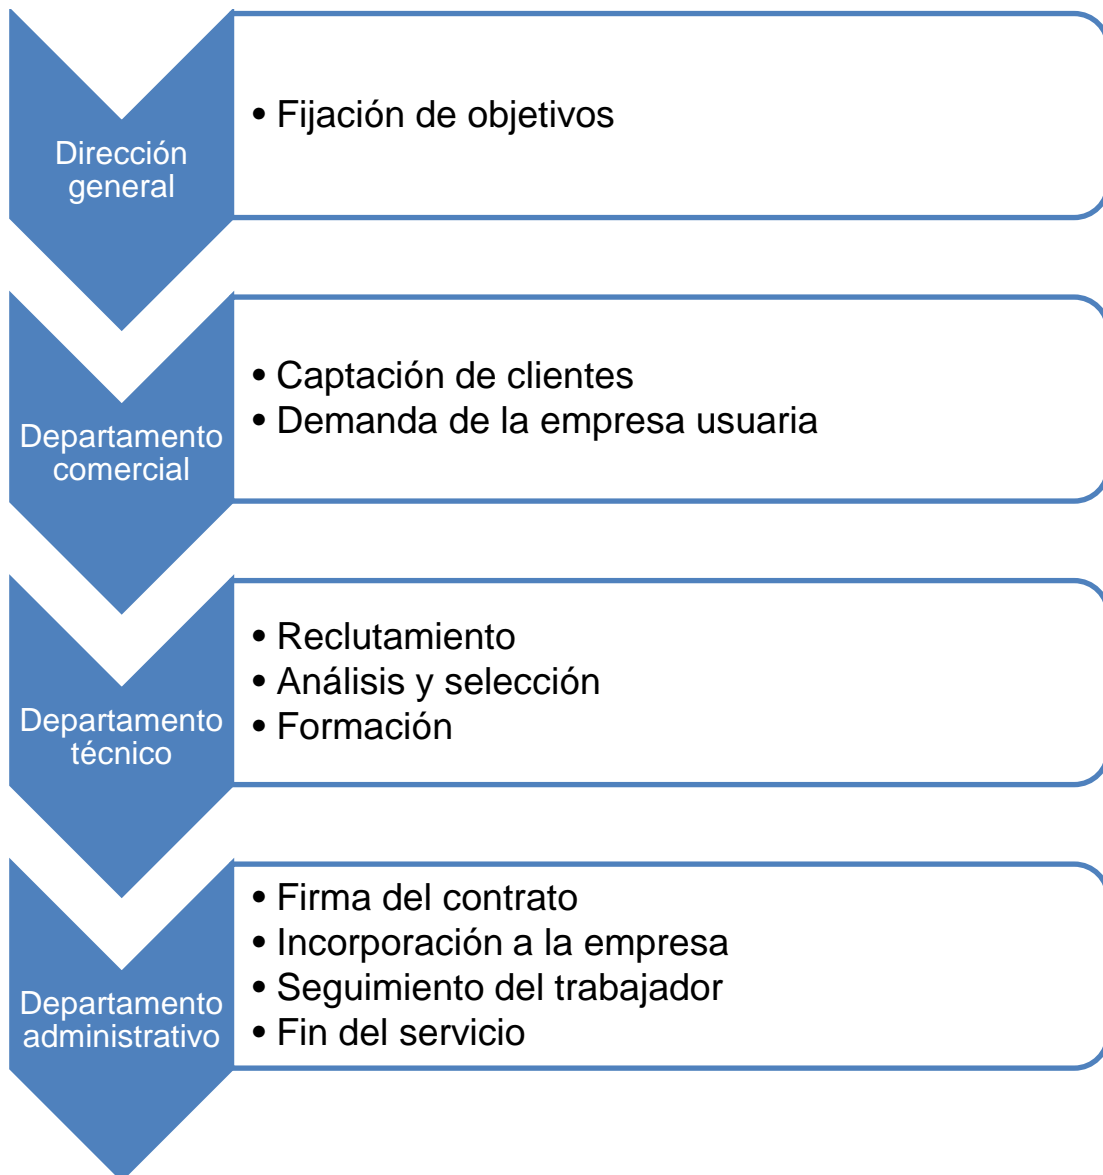 Dirección
general
• Fijación de objetivos
Departamento
comercial
• Captación de clientes
• Demanda de la empresa usuaria
Departamento
técnico
• Reclutamiento
• Análisis y selección
• Formación
Departamento
administrativo
• Firma del contrato
• Incorporación a la empresa
• Seguimiento del trabajador
• Fin del servicio